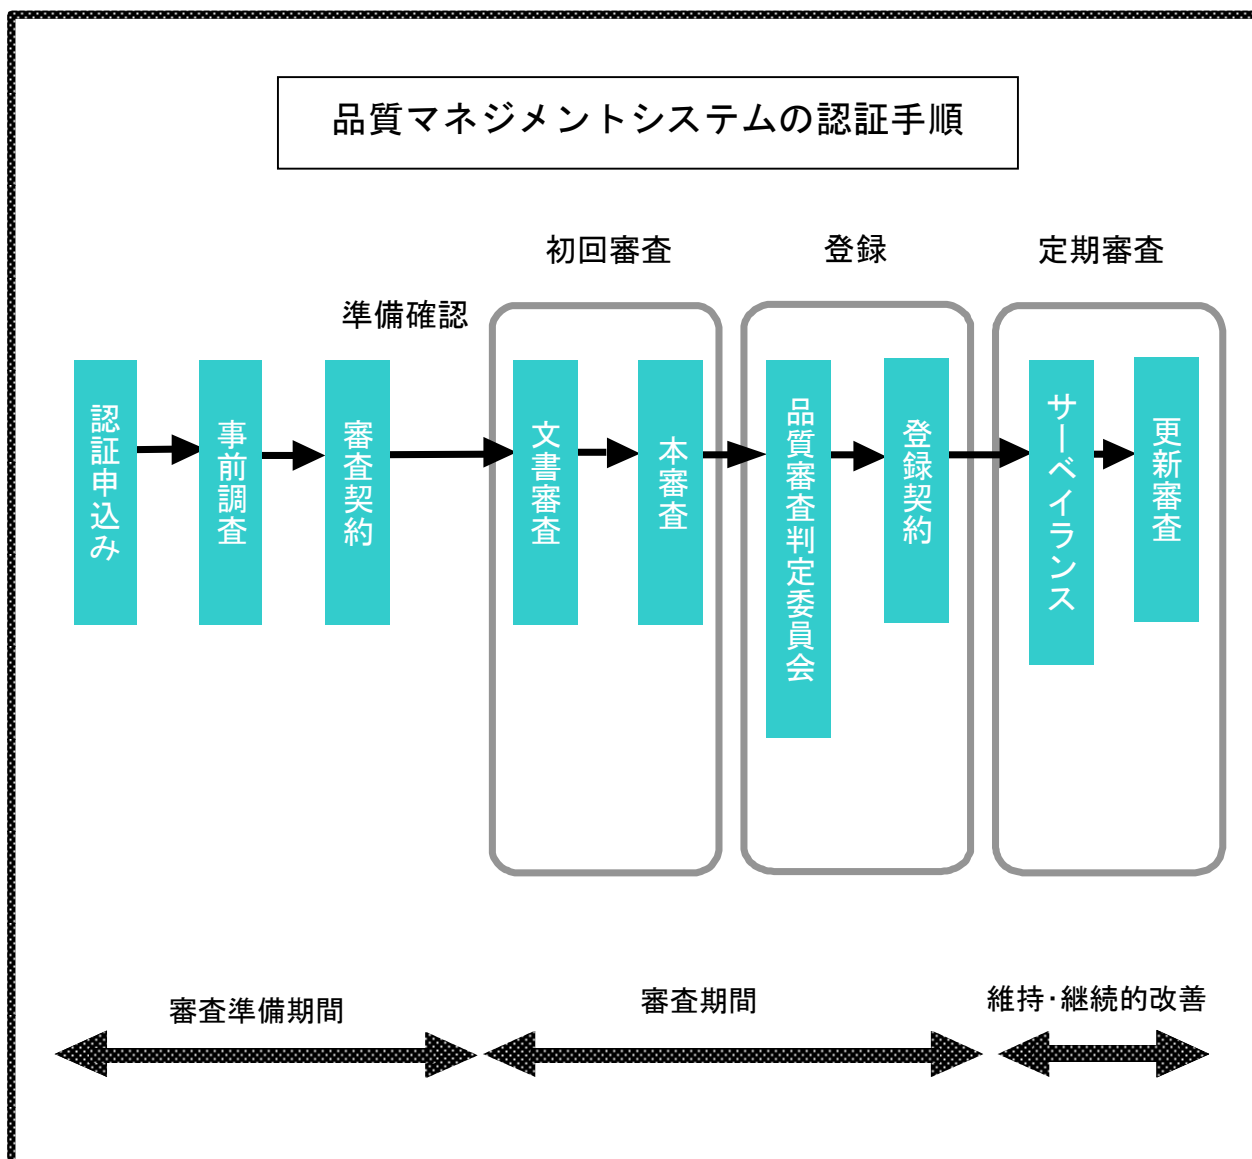 品質マネジメントシステムの認証手順
初回審査
登録
定期審査
準備確認
認証申込み
事前調査
審査契約
文書審査
本審査
品質審査判定委員会
登録契約
サーベイランス
更新審査
審査準備期間
審査期間
維持・継続的改善